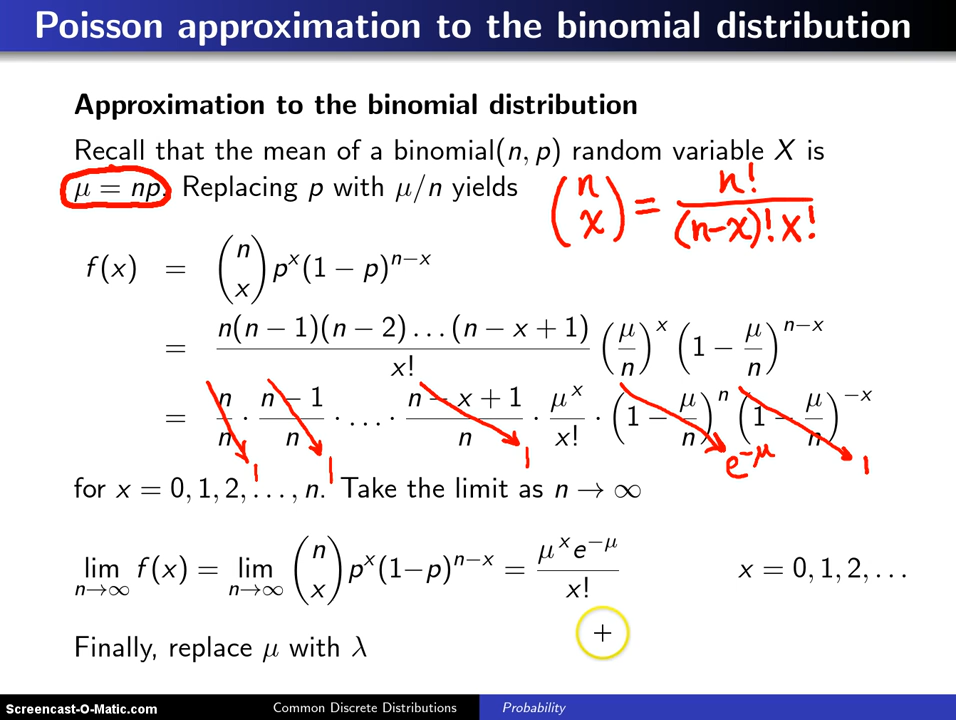 Poisson approximation to the binomial distribution
Approximation to the binomial distribution
Recall that the mean of a binomial(n, p) random variable X is
μ = np. Replacing p with μ/n yields
(n x) = n! / (n-x)! x!
f(x) = (n x) p^x (1 − p)^{n−x}
= n(n − 1)(n − 2) . . . (n − x + 1) / x! (μ/n)^x (1 − μ/n)^{n−x}
= n/n · (n − 1)/n · . . . · (n − x + 1)/n · μ^x/x! · (1 − μ/n)^n (1 − μ/n)^{−x}
1 1 1 e^{-μ} 1
for x = 0, 1, 2, . . . , n. Take the limit as n → ∞
lim n→∞ f(x) = lim n→∞ (n x) p^x (1−p)^{n−x} = μ^x e^{−μ} / x! x = 0, 1, 2, . . .
Finally, replace μ with λ
Screencast-O-Matic.com Common Discrete Distributions Probability